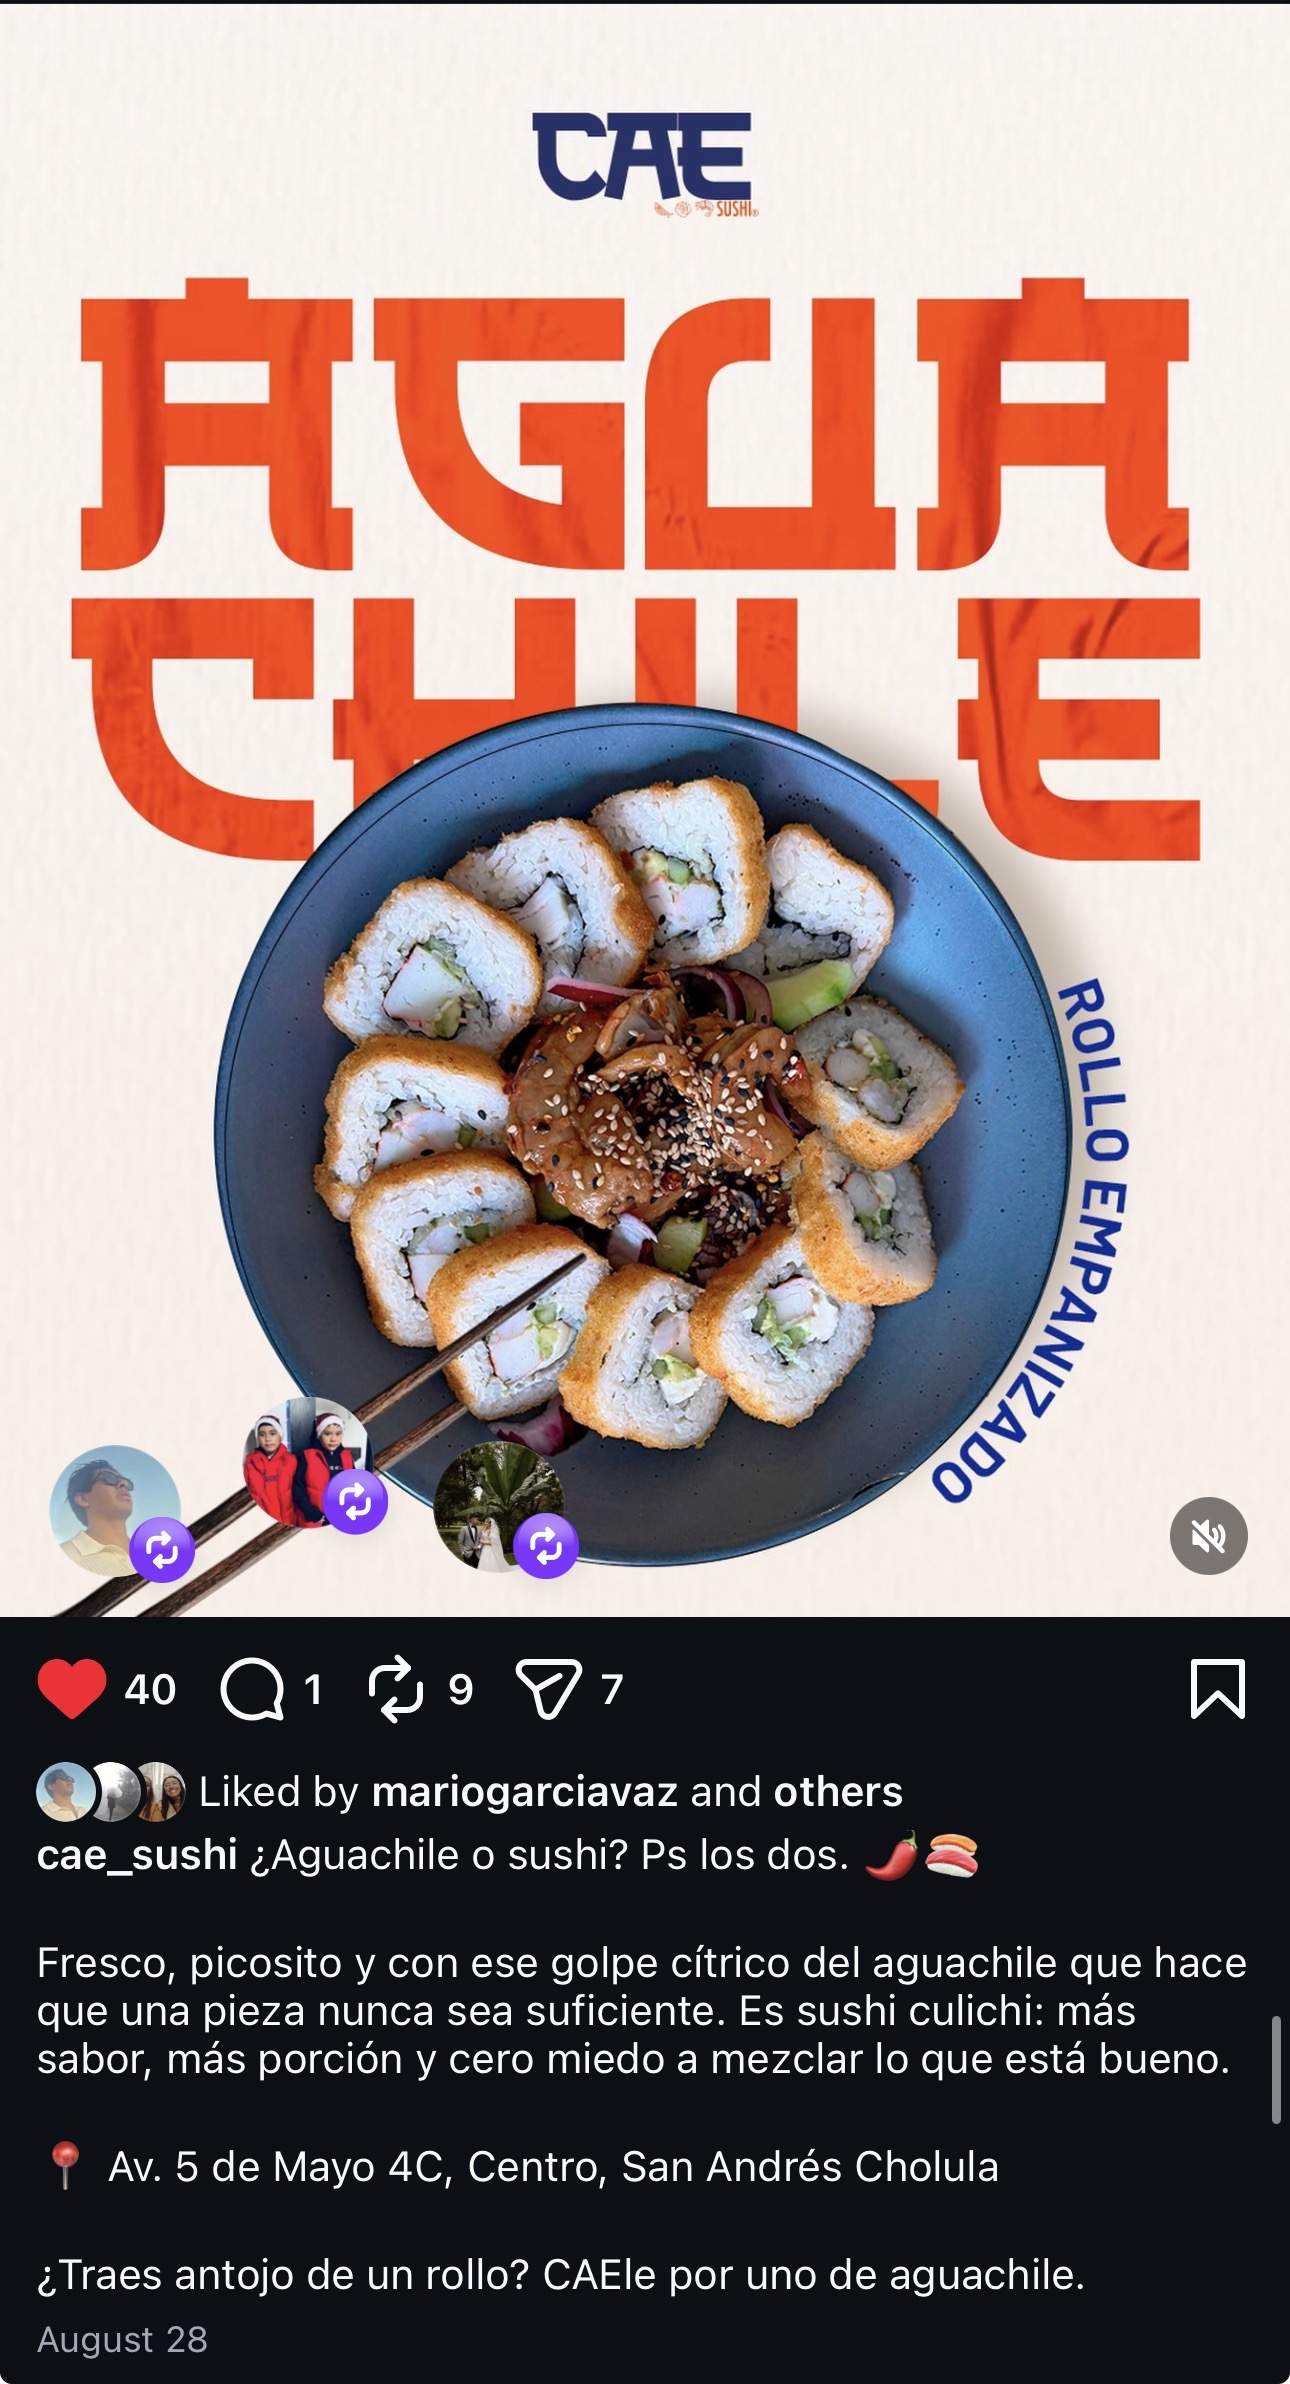 CAE
SUSHI
AGUA
CHILE
ROLLO EMPANIZADO
40 1 9 7
Liked by mariogarciavaz and others
cae_sushi ¿Aguachile o sushi? Ps los dos. 🌶️🍣
Fresco, picosito y con ese golpe cítrico del aguachile que hace
que una pieza nunca sea suficiente. Es sushi culichi: más
sabor, más porción y cero miedo a mezclar lo que está bueno.
📍 Av. 5 de Mayo 4C, Centro, San Andrés Cholula
¿Traes antojo de un rollo? CAEle por uno de aguachile.
August 28